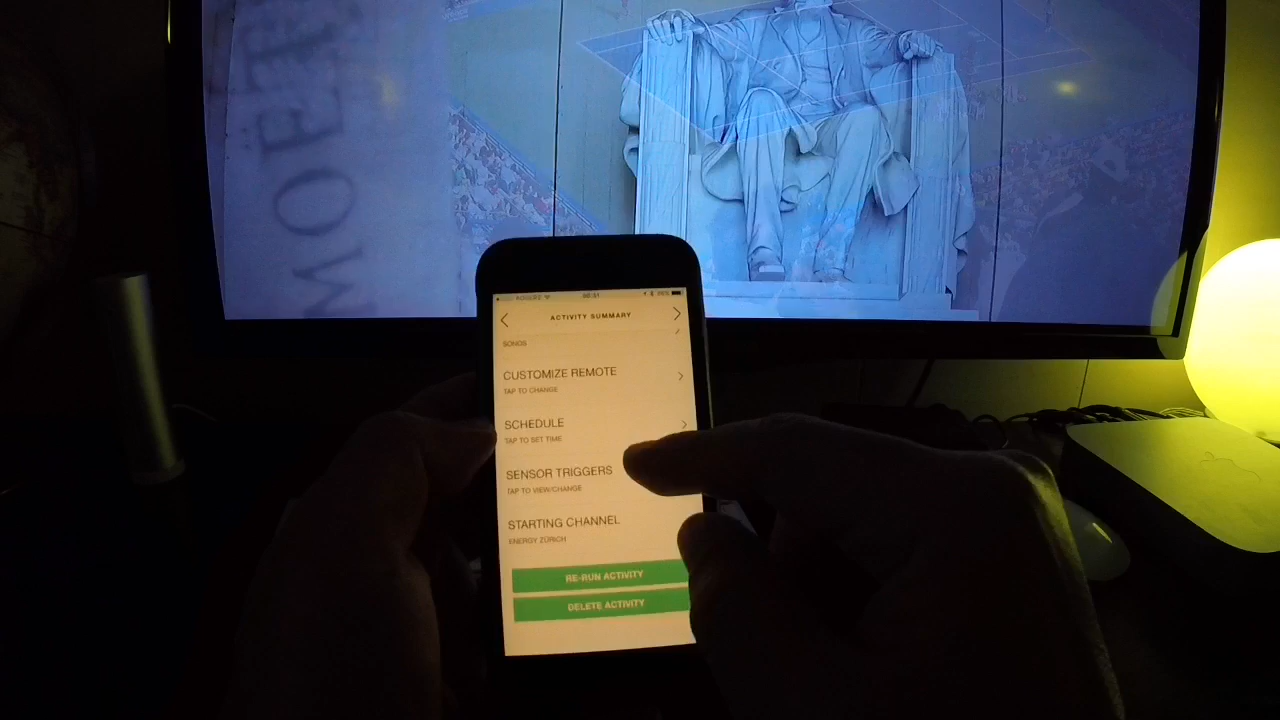 ACTIVITY SUMMARY
SONOS
CUSTOMIZE REMOTE
TAP TO CHANGE
SCHEDULE
TAP TO SET TIME
SENSOR TRIGGERS
TAP TO VIEW/CHANGE
STARTING CHANNEL
ENERGY ZÜRICH
RE-RUN ACTIVITY
DELETE ACTIVITY